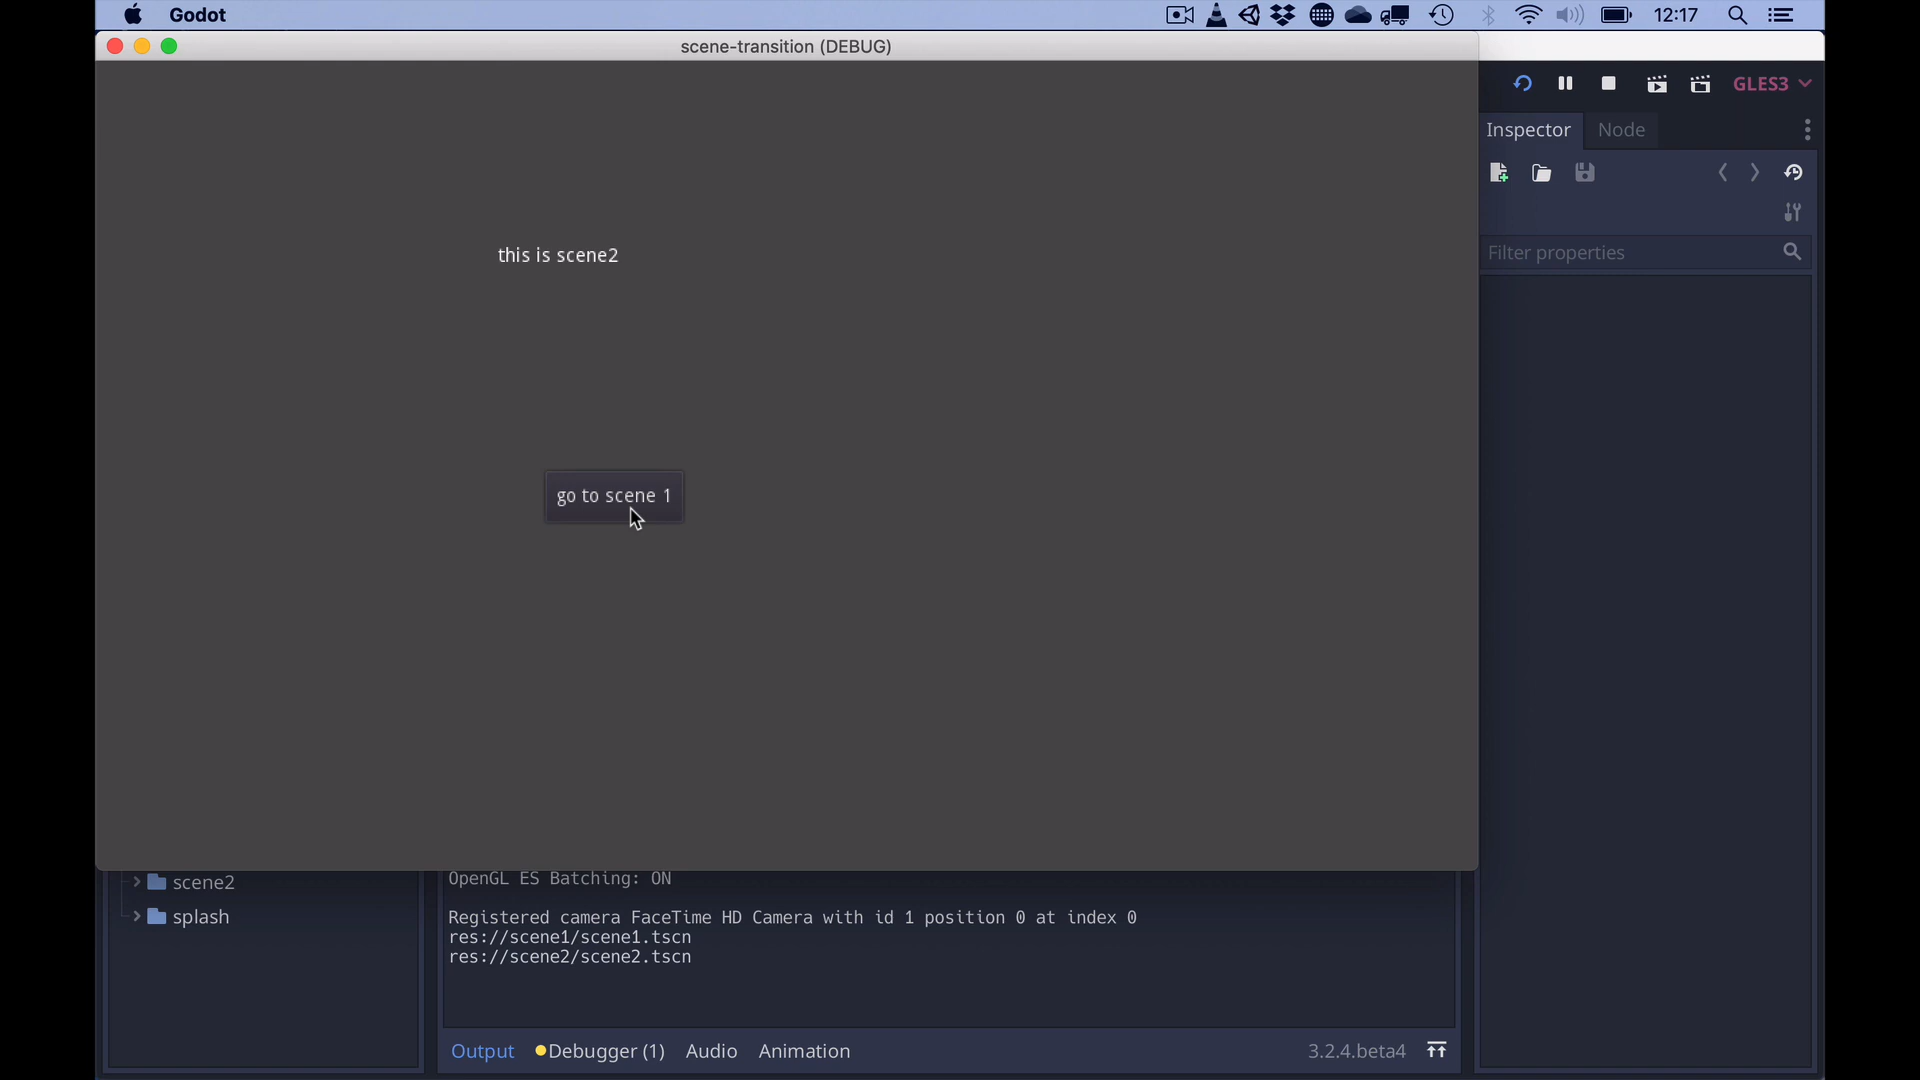 Godot
12:17
scene-transition (DEBUG)
GLES3
Inspector
Node
Filter properties
this is scene2
go to scene 1
scene2
splash
OpenGL ES Batching: ON
Registered camera FaceTime HD Camera with id 1 position 0 at index 0
res://scene1/scene1.tscn
res://scene2/scene2.tscn
Output Debugger (1) Audio Animation
3.2.4.beta4